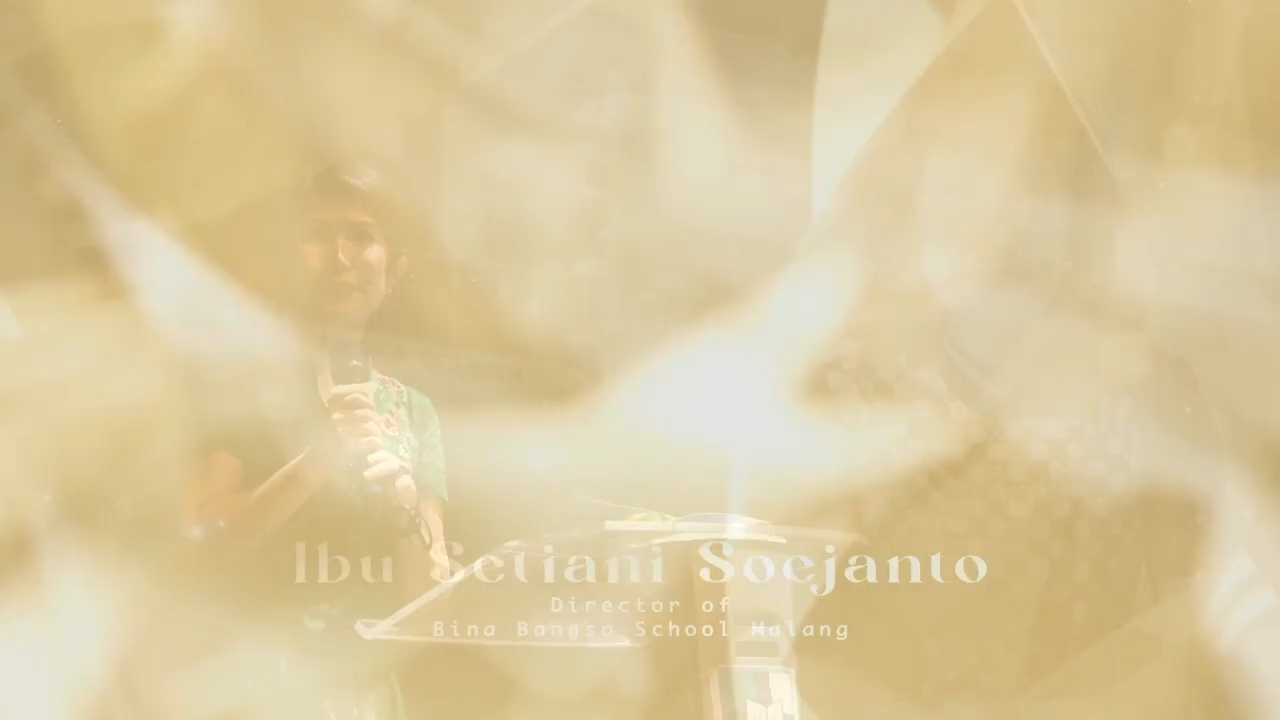 Ibu Setiani Soejanto
Director of
Bina Bangsa School Malang